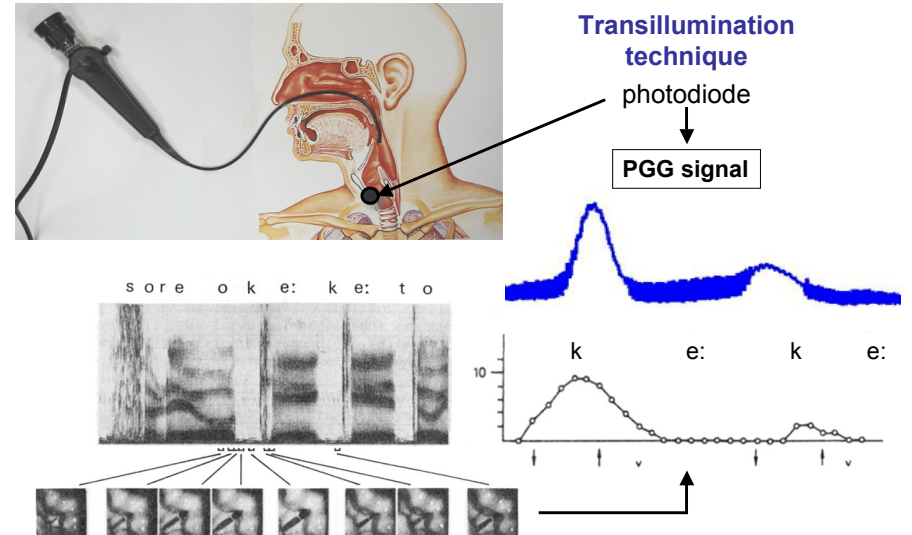 Transillumination
technique
photodiode
PGG signal
s o r e o k e: k e: t o
k e: k e:
10
v v